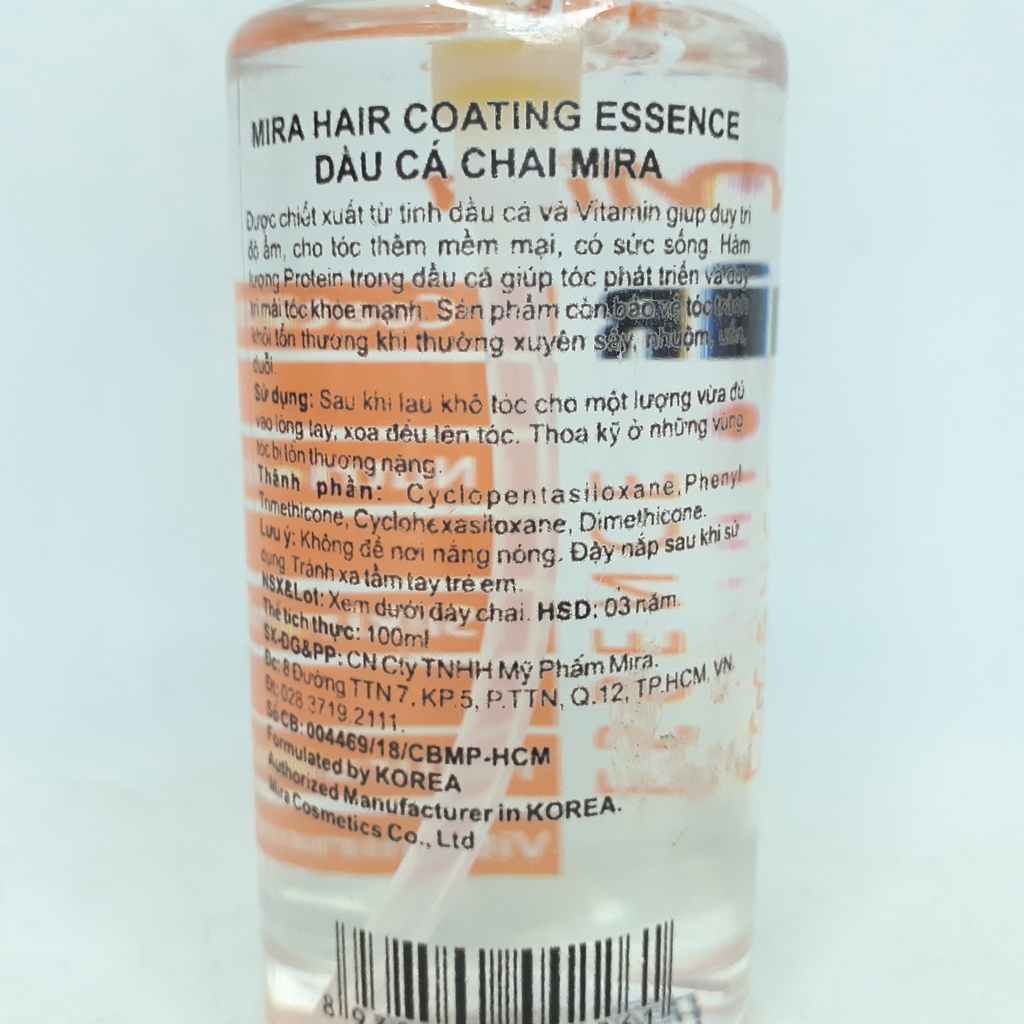 MIRA HAIR COATING ESSENCE
DẦU CÁ CHAI MIRA
Được chiết xuất từ tinh dầu cá và Vitamin giúp duy trì
độ ẩm, cho tóc thêm mềm mại, có sức sống. Hàm
lượng Protein trong dầu cá giúp tóc phát triển và duy
trì mái tóc khỏe mạnh. Sản phẩm còn bảo vệ tóc tránh
khỏi tổn thương khi thường xuyên sấy, nhuộm, uốn,
duỗi.
Sử dụng: Sau khi lau khô tóc cho một lượng vừa đủ
vào lòng tay, xoa đều lên tóc. Thoa kỹ ở những vùng
tóc bị tổn thương nặng.
Thành phần: Cyclopentasiloxane, Phenyl
Trimethicone, Cyclohexasiloxane, Dimethicone.
Lưu ý: Không để nơi nắng nóng. Đậy nắp sau khi sử
dụng. Tránh xa tầm tay trẻ em.
NSX&Lot: Xem dưới đáy chai. HSD: 03 năm.
Thể tích thực: 100ml
SX-ĐG&PP: CN Cty TNHH Mỹ Phẩm Mira.
Đc: 8 Đường TTN 7, KP.5, P.TTN, Q.12, TP.HCM, VN.
Đt: 028.3719.2111.
Số CB: 004469/18/CBMP-HCM
Formulated by KOREA
Authorized Manufacturer in KOREA.
Mira Cosmetics Co., Ltd